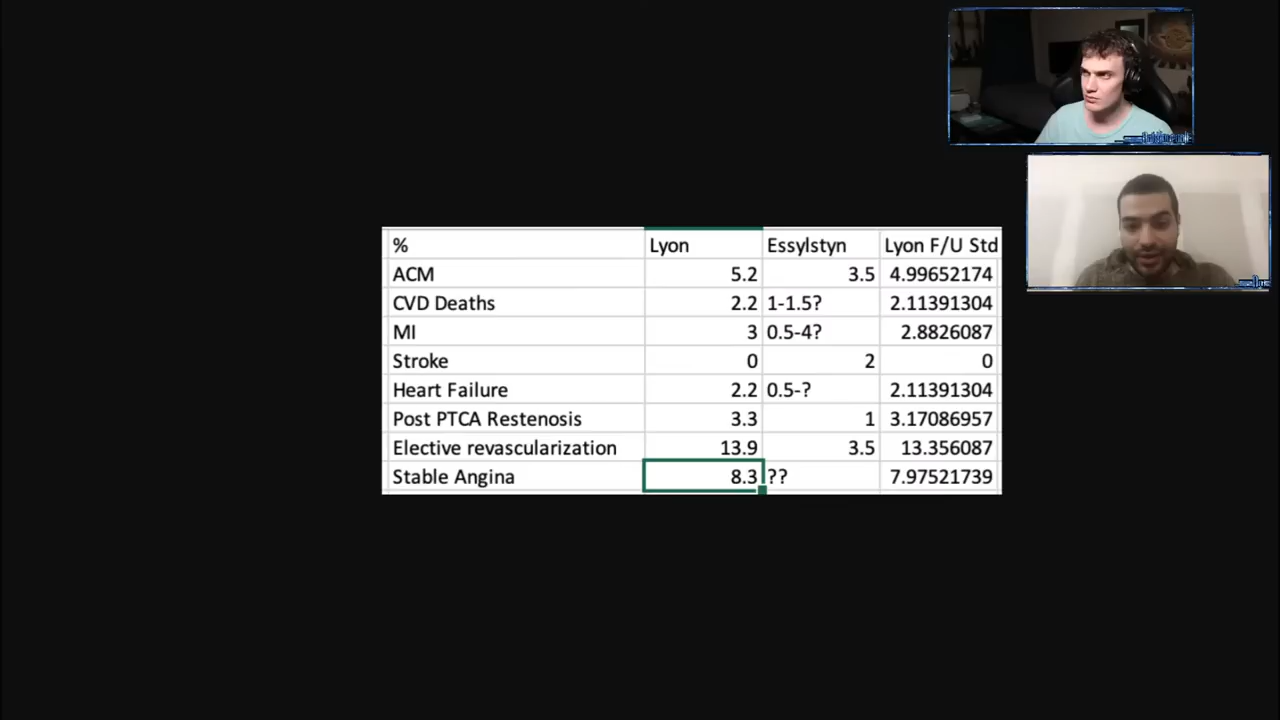 % Lyon Essylstyn Lyon F/U Std
ACM 5.2 3.5 4.99652174
CVD Deaths 2.2 1-1.5? 2.11391304
MI 3 0.5-4? 2.8826087
Stroke 0 2 0
Heart Failure 2.2 0.5-? 2.11391304
Post PTCA Restenosis 3.3 1 3.17086957
Elective revascularization 13.9 3.5 13.356087
Stable Angina 8.3 ?? 7.97521739